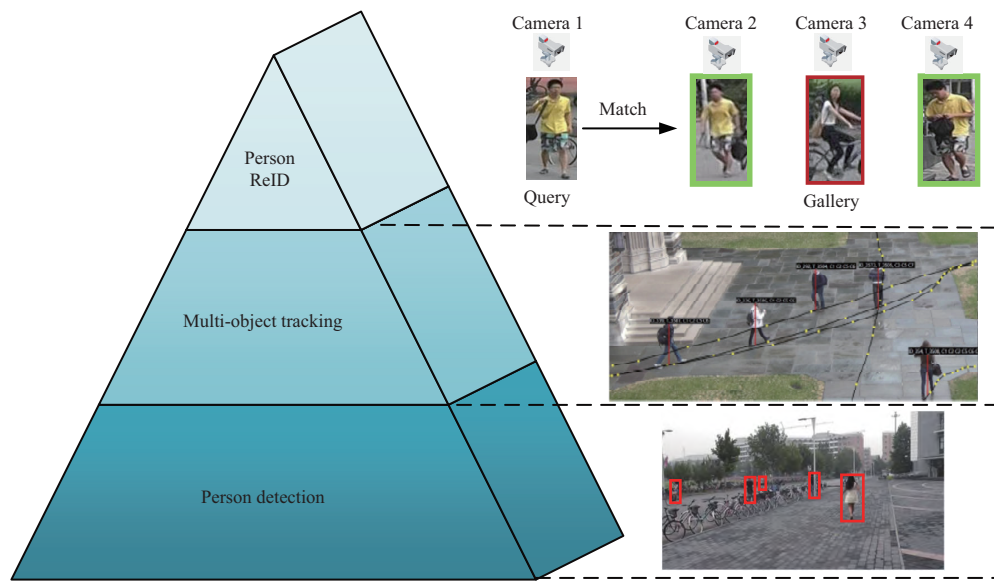 Camera 1
Camera 2
Camera 3
Camera 4
Match
Query
Gallery
Person
ReID
Multi-object tracking
Person detection